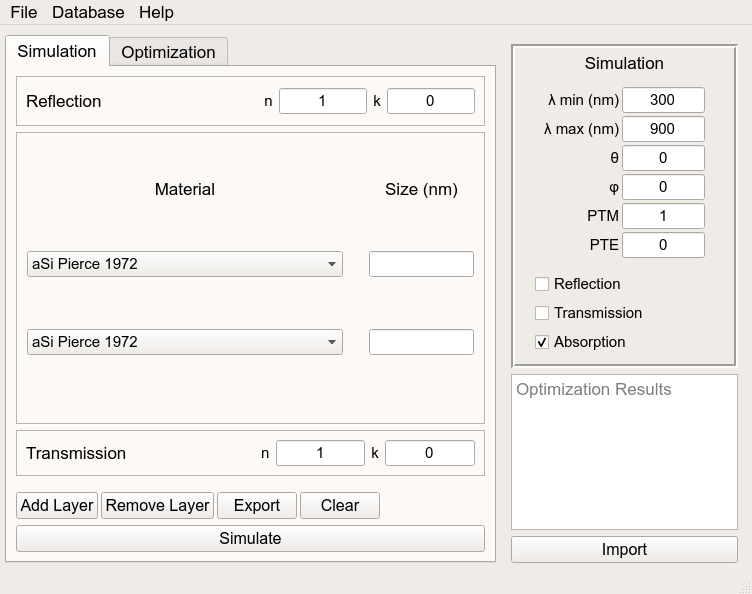 File Database Help
Simulation Optimization
Reflection n 1 k 0
Material Size (nm)
aSi Pierce 1972
aSi Pierce 1972
Transmission n 1 k 0
Add Layer Remove Layer Export Clear
Simulate
Simulation
λ min (nm) 300
λ max (nm) 900
θ 0
φ 0
PTM 1
PTE 0
Reflection
Transmission
Absorption
Optimization Results
Import